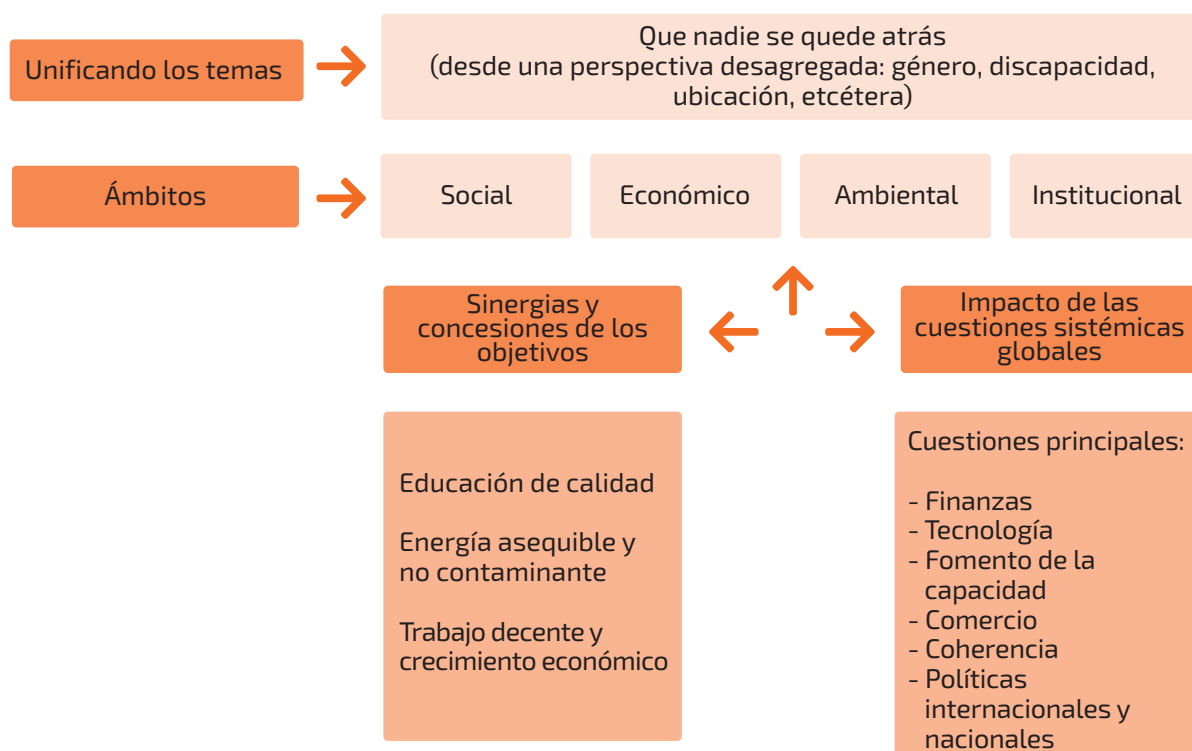 Unificando los temas
Que nadie se quede atrás
(desde una perspectiva desagregada: género, discapacidad,
ubicación, etcétera)
Ámbitos
Social
Económico
Ambiental
Institucional
Sinergias y
concesiones de los
objetivos
Impacto de las
cuestiones sistémicas
globales
Educación de calidad
Energía asequible y
no contaminante
Trabajo decente y
crecimiento económico
Cuestiones principales:
- Finanzas
- Tecnología
- Fomento de la
capacidad
- Comercio
- Coherencia
- Políticas
internacionales y
nacionales